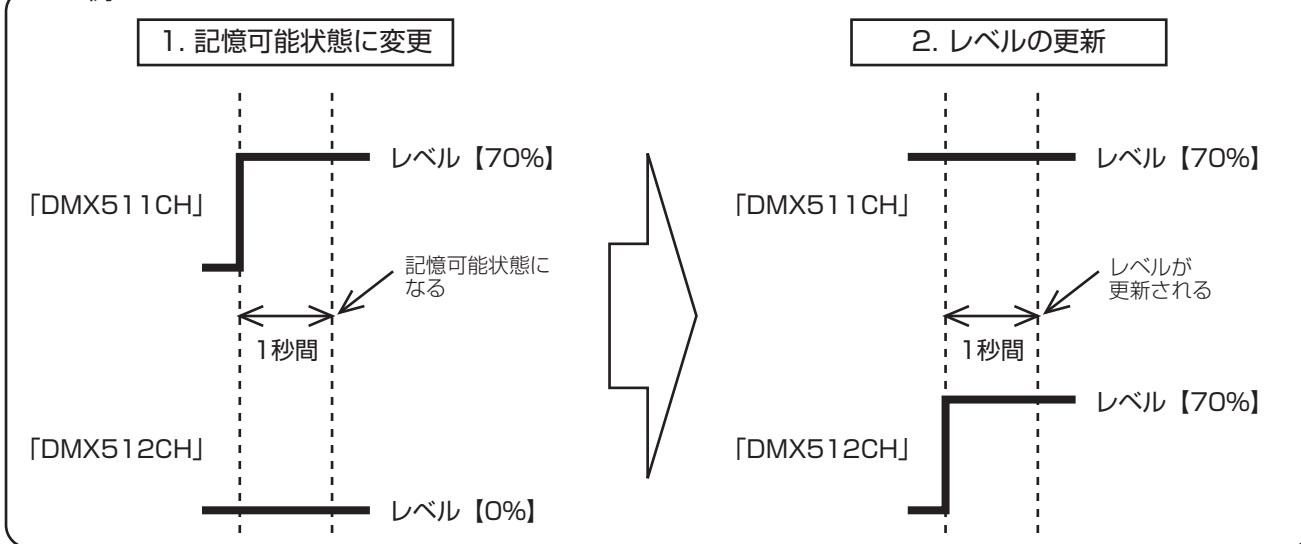 1. 記憶可能状態に変更
レベル【70%】
「DMX511CH」
記憶可能状態に
なる
1秒間
「DMX512CH」
レベル【0%】
2. レベルの更新
レベル【70%】
「DMX511CH」
レベルが
更新される
1秒間
レベル【70%】
「DMX512CH」